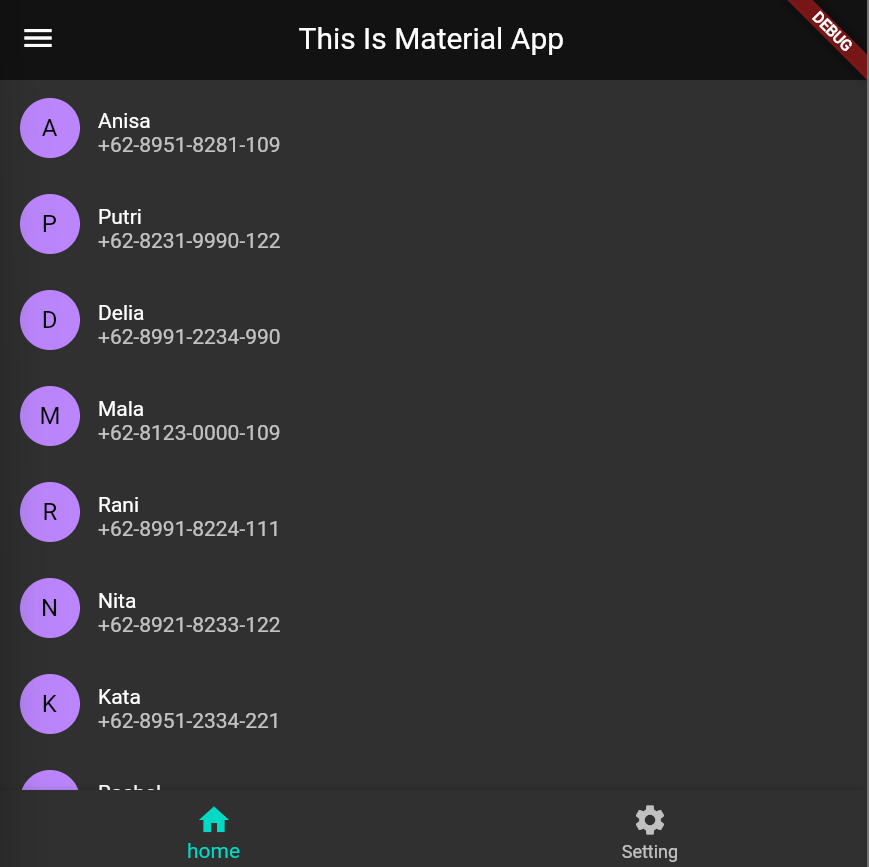 This Is Material App
DEBUG
A
Anisa
+62-8951-8281-109
P
Putri
+62-8231-9990-122
D
Delia
+62-8991-2234-990
M
Mala
+62-8123-0000-109
R
Rani
+62-8991-8224-111
N
Nita
+62-8921-8233-122
K
Kata
+62-8951-2334-221
home
Setting